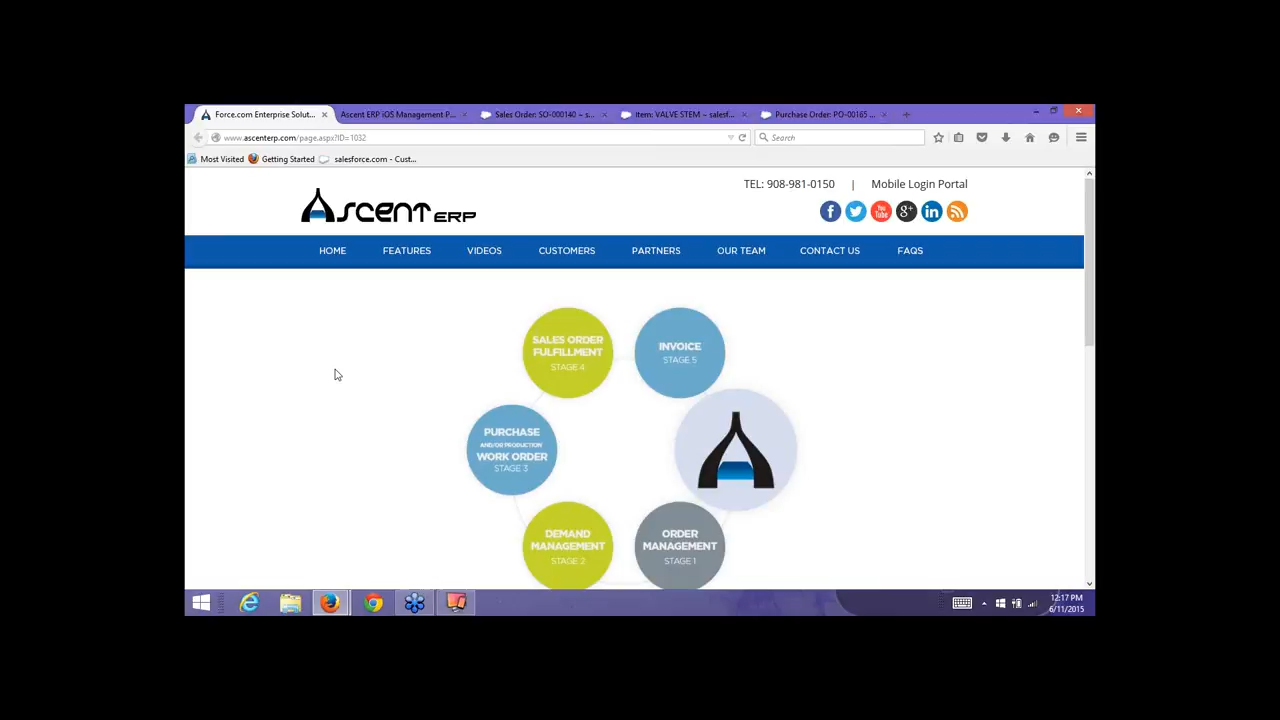 Force.com Enterprise Solut...
Ascent ERP iOS Management P...
Sales Order: SO-000140 – s...
Item: VALVE STEM – salesf...
Purchase Order: PO-00165 ...
www.ascenterp.com/page.aspx?ID=1032
Search
Most Visited
Getting Started
salesforce.com - Cust...
TEL: 908-981-0150 | Mobile Login Portal
ASCENT ERP
You Tube
HOME
FEATURES
VIDEOS
CUSTOMERS
PARTNERS
OUR TEAM
CONTACT US
FAQS
SALES ORDER
FULFILLMENT
STAGE 4
INVOICE
STAGE 5
PURCHASE
AND/OR PRODUCTION
WORK ORDER
STAGE 3
DEMAND
MANAGEMENT
STAGE 2
ORDER
MANAGEMENT
STAGE 1
12:17 PM
6/11/2015